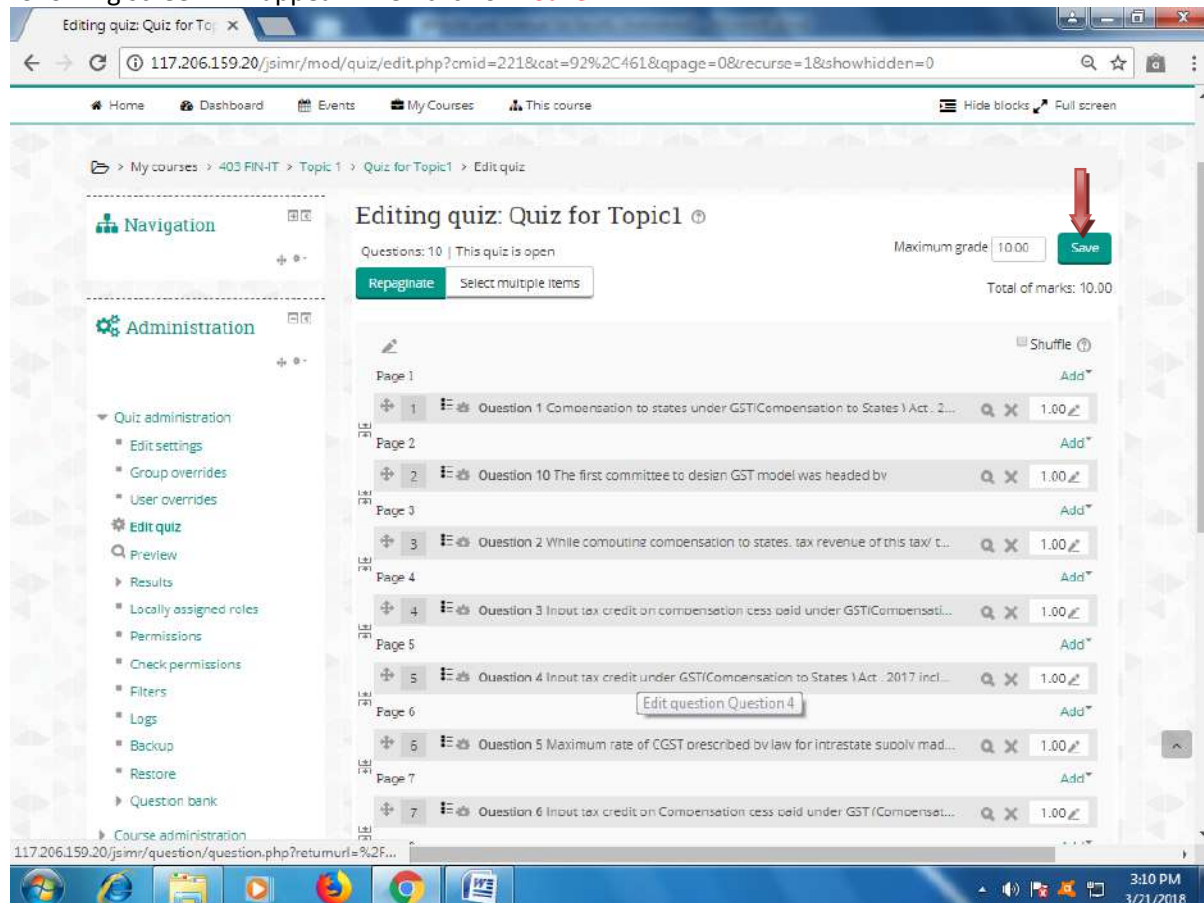 Editing quiz: Quiz for To
117.206.159.20/jsimr/mod/quiz/edit.php?cmid=221&cat=92%2C461&qpage=0&recurse=1&showhidden=0
Home Dashboard Events My Courses This course Hide blocks Full screen
> My courses > 403 FIN-IT > Topic 1 > Quiz for Topic1 > Edit quiz
Navigation
Administration
Quiz administration
Edit settings
Group overrides
User overrides
Edit quiz
Preview
Results
Locally assigned roles
Permissions
Check permissions
Filters
Logs
Backup
Restore
Question bank
Course administration
Editing quiz: Quiz for Topic1
Questions: 10 | This quiz is open
Maximum grade 10.00 Save
Repaginate Select multiple items
Total of marks: 10.00
Shuffle
Page 1 Add
1 Question 1 Compensation to states under GST(Compensation to States ) Act , 2... 1.00
Page 2 Add
2 Question 10 The first committee to design GST model was headed by 1.00
Page 3 Add
3 Question 2 While computing compensation to states, tax revenue of this tax/ t... 1.00
Page 4 Add
4 Question 3 Input tax credit on compensation cess paid under GST(Compensati... 1.00
Page 5 Add
5 Question 4 Input tax credit under GST(Compensation to States ) Act , 2017 incl... 1.00
Edit question Question 4
Page 6 Add
6 Question 5 Maximum rate of CGST prescribed by law for intrastate supply mad... 1.00
Page 7 Add
7 Question 6 Input tax credit on Compensation cess paid under GST (Compensat... 1.00
117.206.159.20/jsimr/question/question.php?returnurl=%2F...
3:10 PM
3/21/2018